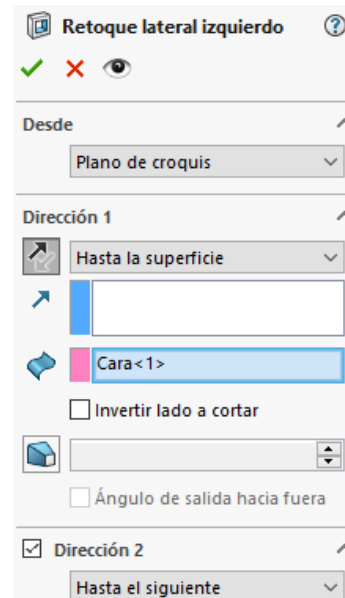 Retoque lateral izquierdo
Desde
Plano de croquis
Dirección 1
Hasta la superficie
Cara<1>
Invertir lado a cortar
Ángulo de salida hacia fuera
Dirección 2
Hasta el siguiente